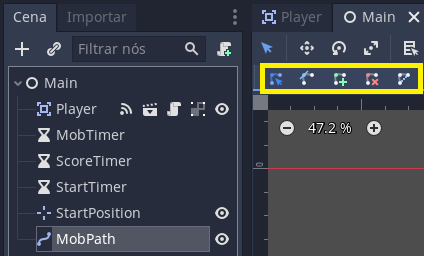 Cena Importar
Filtrar nós
Main
Player
MobTimer
ScoreTimer
StartTimer
StartPosition
MobPath
Player Main
47.2 %
0